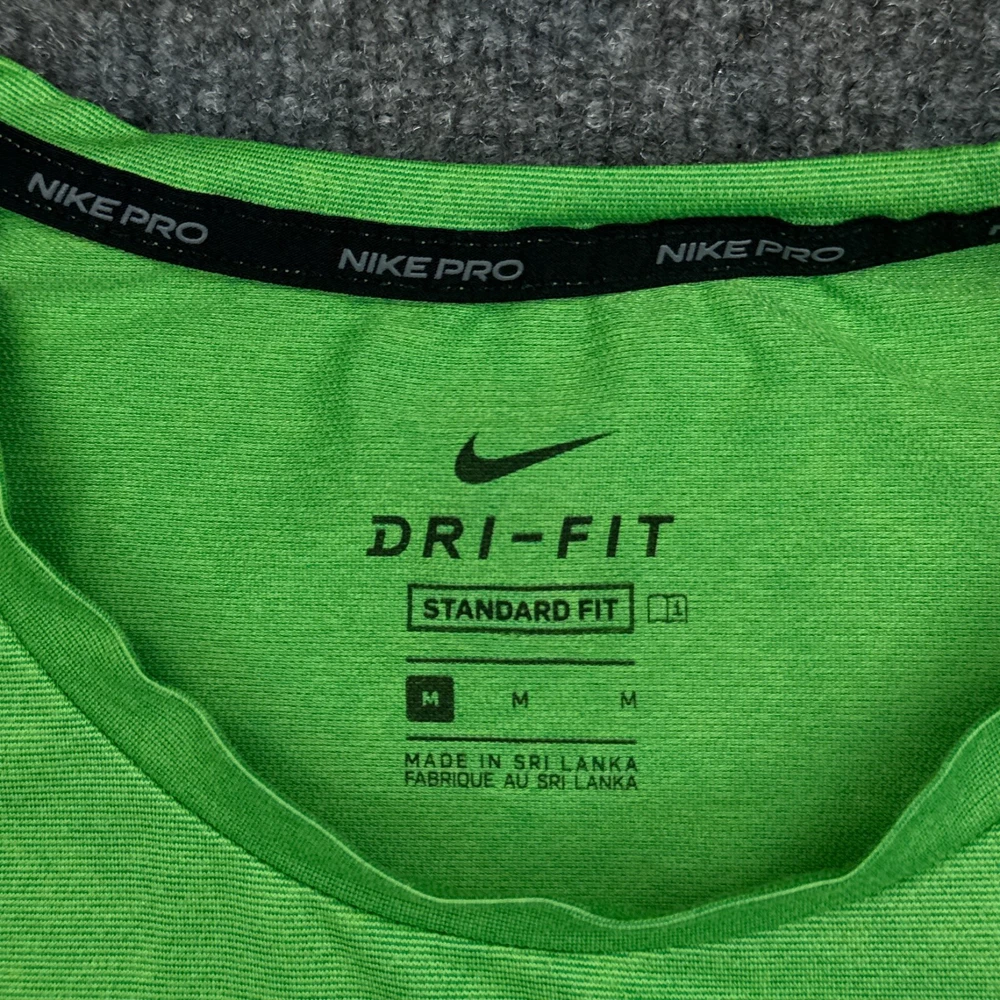 NIKE PRO
NIKE PRO
NIKE PRO
DRI-FIT
STANDARD FIT i
M M M
MADE IN SRI LANKA
FABRIQUE AU SRI LANKA